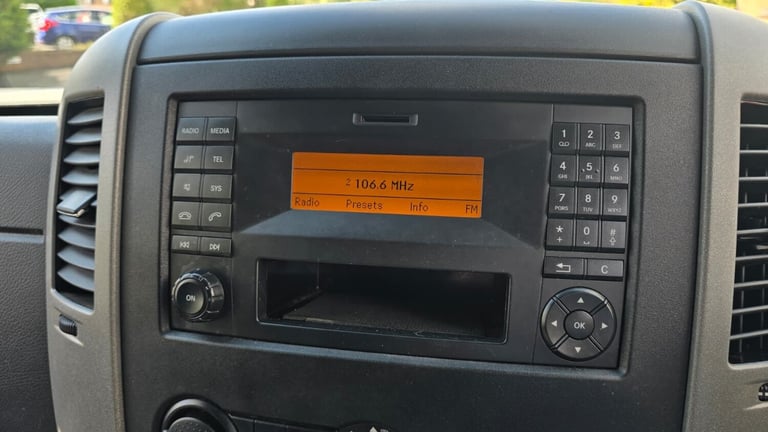 RADIO MEDIA
TEL
SYS
ON
2 106.6 MHz
Radio Presets Info FM
1 2 ABC 3 DEF
4 GHI 5 JKL 6 MNO
7 PQRS 8 TUV 9 WXYZ
* 0 #
+
C
OK